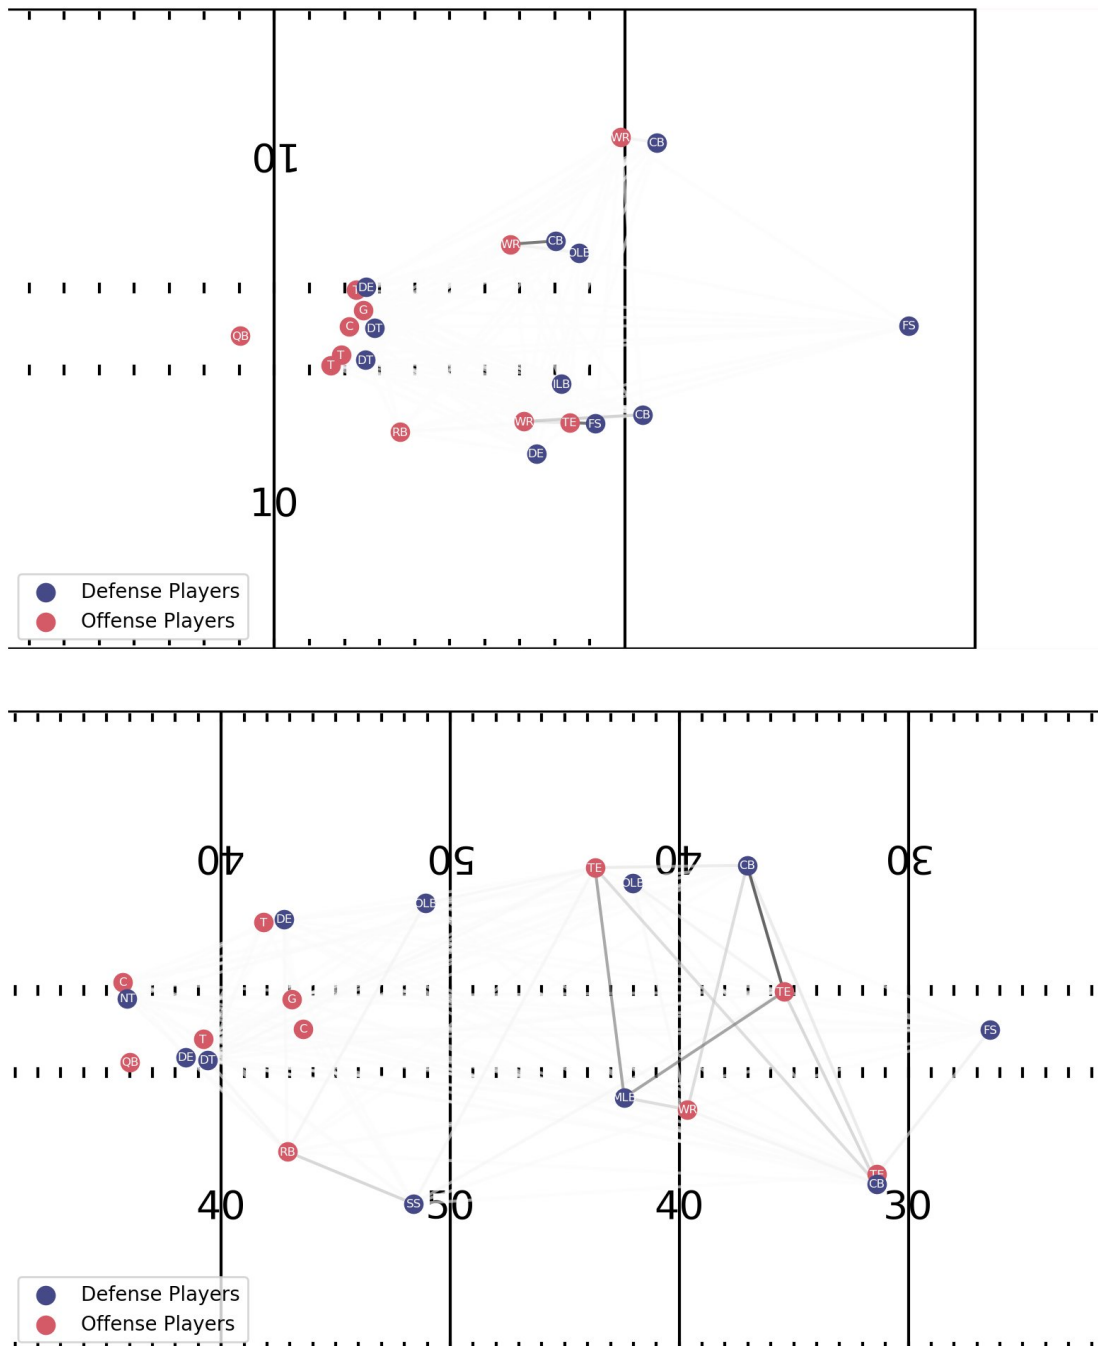 10
WR
CB
WR
CB
OLB
T
DE
G
C
DT
QB
T
DT
T
FS
ILB
WR
TE
FS
CB
RB
DE
10
Defense Players
Offense Players
40
50
40
30
TE
CB
OLB
OLB
T
DE
C
NT
G
TE
C
FS
T
QB
DE
DT
MLB
WR
RB
TE
CB
SS
40
50
40
30
Defense Players
Offense Players